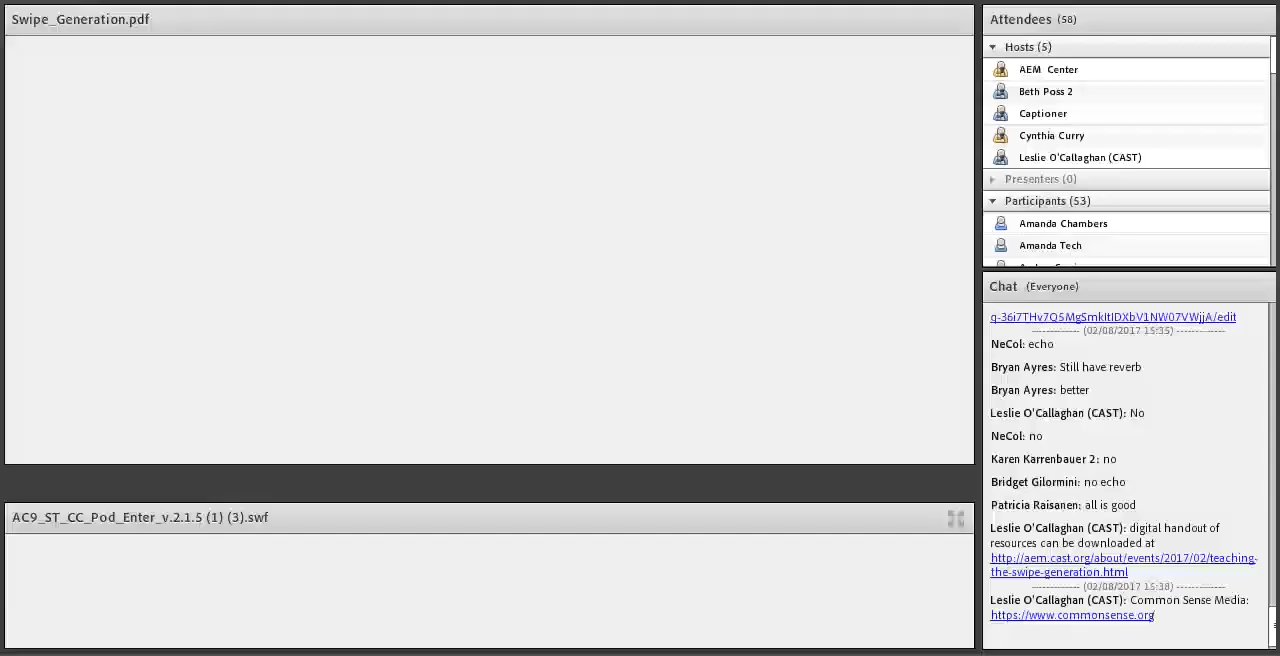 Swipe_Generation.pdf
Attendees (58)
Hosts (5)
AEM Center
Beth Poss 2
Captioner
Cynthia Curry
Leslie O'Callaghan (CAST)
Presenters (0)
Participants (53)
Amanda Chambers
Amanda Tech
Chat (Everyone)
q-36i7THv7Q5MgSmkItIDXbV1NW07VWjjA/edit
------------ (02/08/2017 15:35) ------------
NeCol: echo
Bryan Ayres: Still have reverb
Bryan Ayres: better
Leslie O'Callaghan (CAST): No
NeCol: no
Karen Karrenbauer 2: no
Bridget Gilormini: no echo
Patricia Raisanen: all is good
Leslie O'Callaghan (CAST): digital handout of
resources can be downloaded at
http://aem.cast.org/about/events/2017/02/teaching-
the-swipe-generation.html
------------ (02/08/2017 15:38) ------------
Leslie O'Callaghan (CAST): Common Sense Media:
https://www.commonsense.org/
AC9_ST_CC_Pod_Enter_v.2.1.5 (1) (3).swf